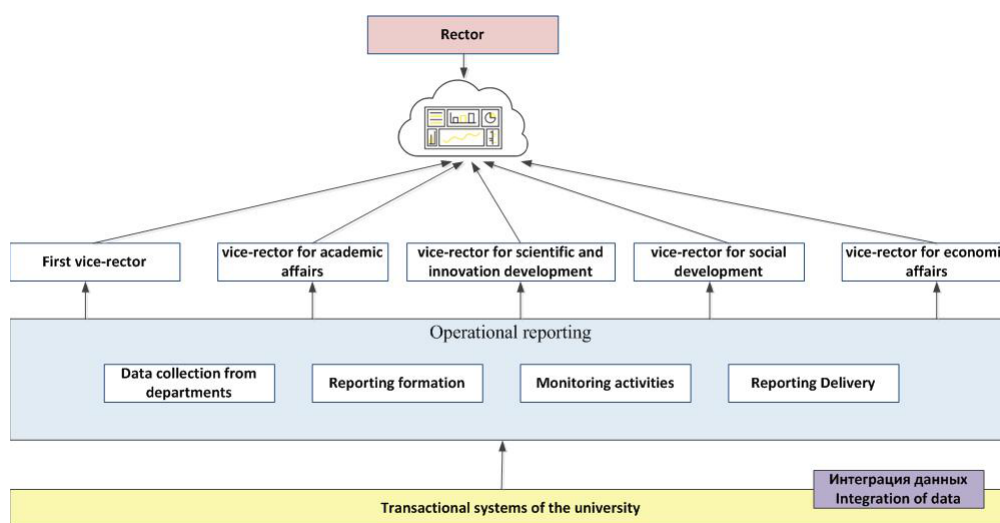 Rector
First vice-rector
vice-rector for academic
affairs
vice-rector for scientific and
innovation development
vice-rector for social
development
vice-rector for economi
affairs
Operational reporting
Data collection from
departments
Reporting formation
Monitoring activities
Reporting Delivery
Интеграция данных
Integration of data
Transactional systems of the university